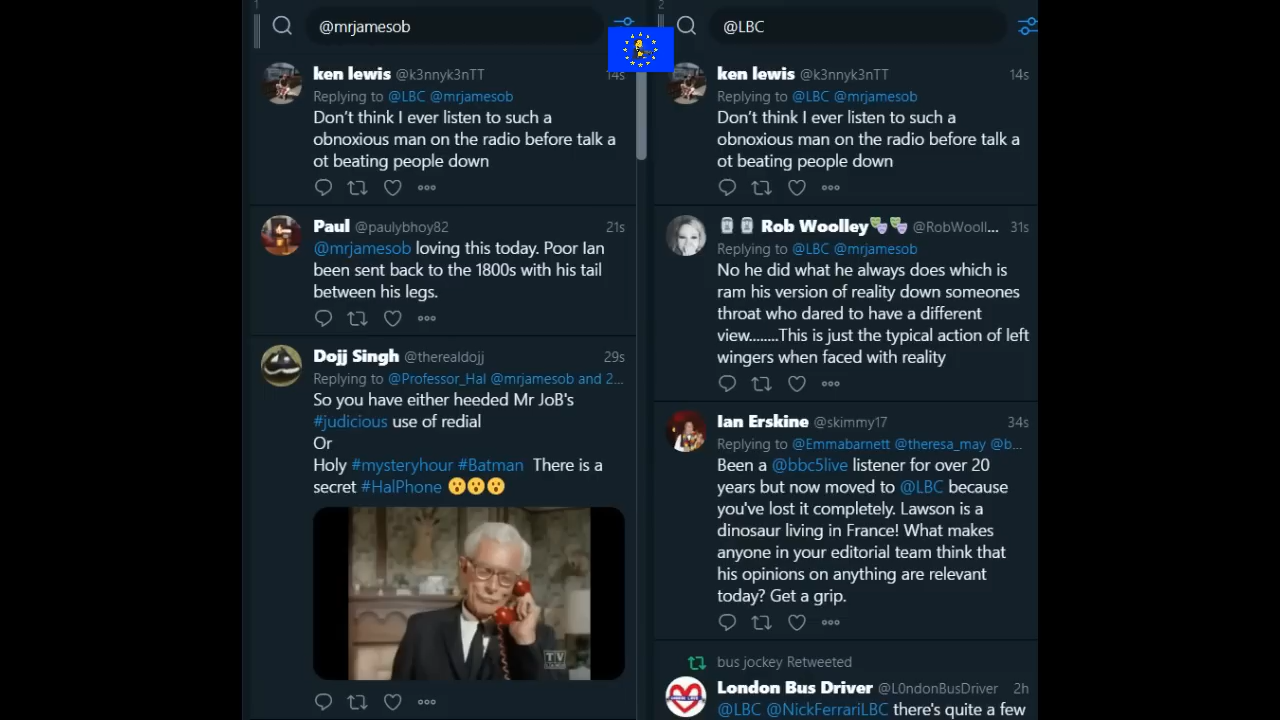 1
@mrjamesob
ken lewis @k3nnyk3nTT 14s
Replying to @LBC @mrjamesob
Don't think I ever listen to such a
obnoxious man on the radio before talk a
ot beating people down
Paul @paulybhoy82 21s
@mrjamesob loving this today. Poor Ian
been sent back to the 1800s with his tail
between his legs.
Dojj Singh @therealdojj 29s
Replying to @Professor_Hal @mrjamesob and 2...
So you have either heeded Mr JoB's
#judicious use of redial
Or
Holy #mysteryhour #Batman There is a
secret #HalPhone 😮😮😮
TV
2
@LBC
ken lewis @k3nnyk3nTT 14s
Replying to @LBC @mrjamesob
Don't think I ever listen to such a
obnoxious man on the radio before talk a
ot beating people down
Rob Woolley🎭🎭 @RobWooll... 31s
Replying to @LBC @mrjamesob
No he did what he always does which is
ram his version of reality down someones
throat who dared to have a different
view........This is just the typical action of left
wingers when faced with reality
Ian Erskine @skimmy17 34s
Replying to @Emmabarnett @theresa_may @b...
Been a @bbc5live listener for over 20
years but now moved to @LBC because
you've lost it completely. Lawson is a
dinosaur living in France! What makes
anyone in your editorial team think that
his opinions on anything are relevant
today? Get a grip.
bus jockey Retweeted
London Bus Driver @L0ndonBusDriver 2h
@LBC @NickFerrariLBC there's quite a few